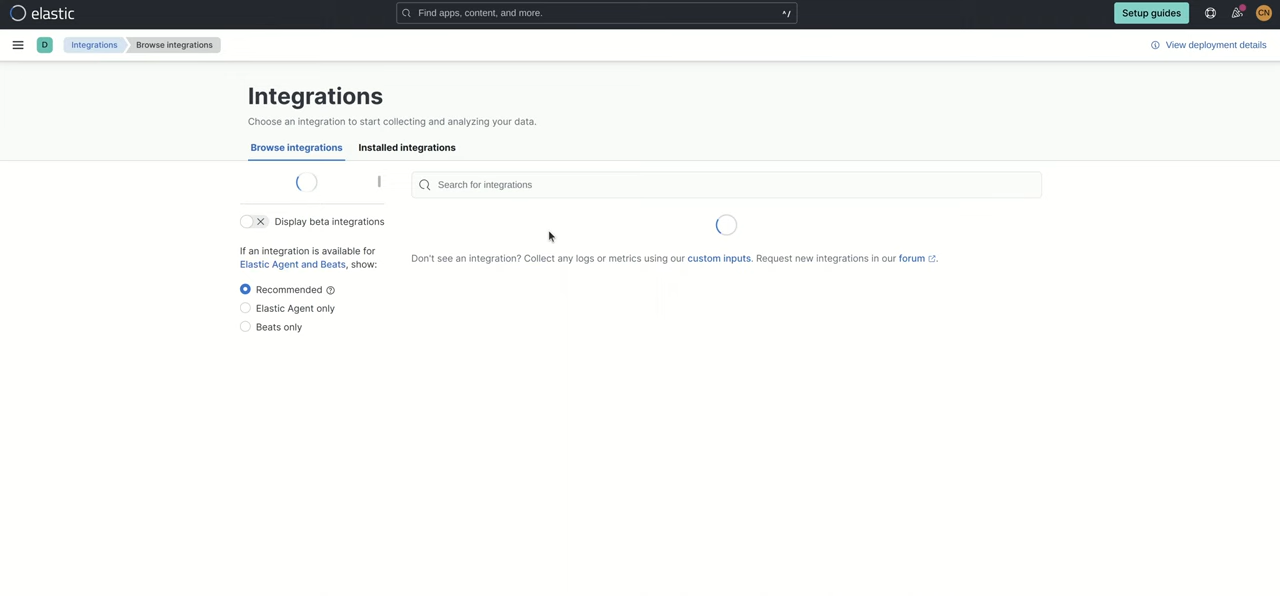 elastic
Find apps, content, and more.
^/
Setup guides
CN
D
Integrations
Browse integrations
View deployment details
Integrations
Choose an integration to start collecting and analyzing your data.
Browse integrations
Installed integrations
Search for integrations
Display beta integrations
If an integration is available for
Elastic Agent and Beats, show:
Don't see an integration? Collect any logs or metrics using our custom inputs. Request new integrations in our forum.
Recommended
Elastic Agent only
Beats only